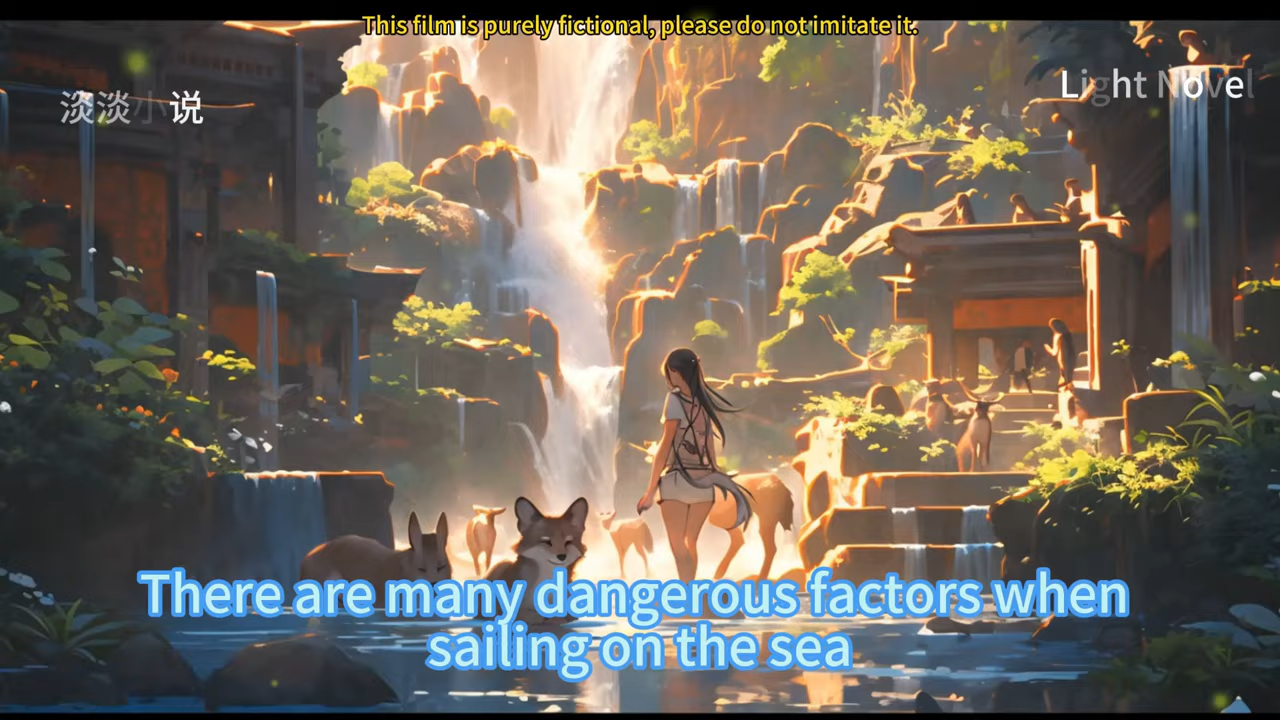 This film is purely fictional, please do not imitate it.
淡淡小说
Light Novel
There are many dangerous factors when
sailing on the sea